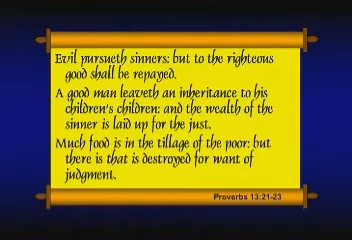 Evil pursueth sinners: but to the righteous
good shall be repayed.
A good man leaveth an inheritance to his
children's children: and the wealth of the
sinner is laid up for the just.
Much food is in the tillage of the poor: but
there is that is destroyed for want of
judgment.
Proverbs 13:21-23